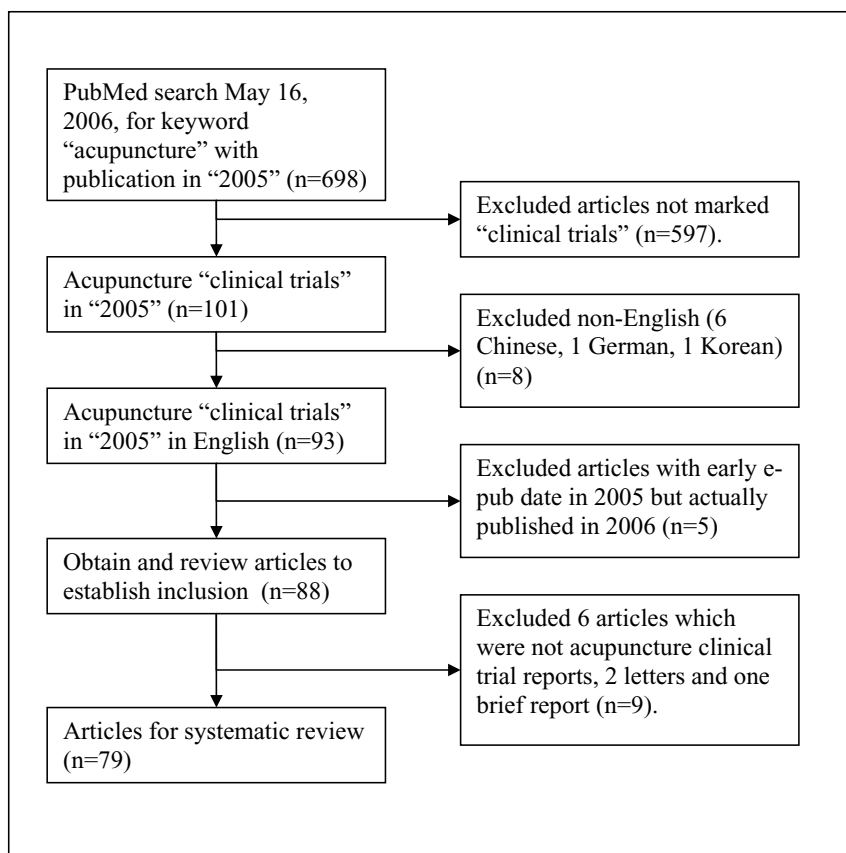 PubMed search May 16,
2006, for keyword
“acupuncture” with
publication in “2005” (n=698)
Excluded articles not marked
“clinical trials” (n=597).
Acupuncture “clinical trials”
in “2005” (n=101)
Excluded non-English (6
Chinese, 1 German, 1 Korean)
(n=8)
Acupuncture “clinical trials”
in “2005” in English (n=93)
Excluded articles with early e-
pub date in 2005 but actually
published in 2006 (n=5)
Obtain and review articles to
establish inclusion (n=88)
Excluded 6 articles which
were not acupuncture clinical
trial reports, 2 letters and one
brief report (n=9).
Articles for systematic review
(n=79)